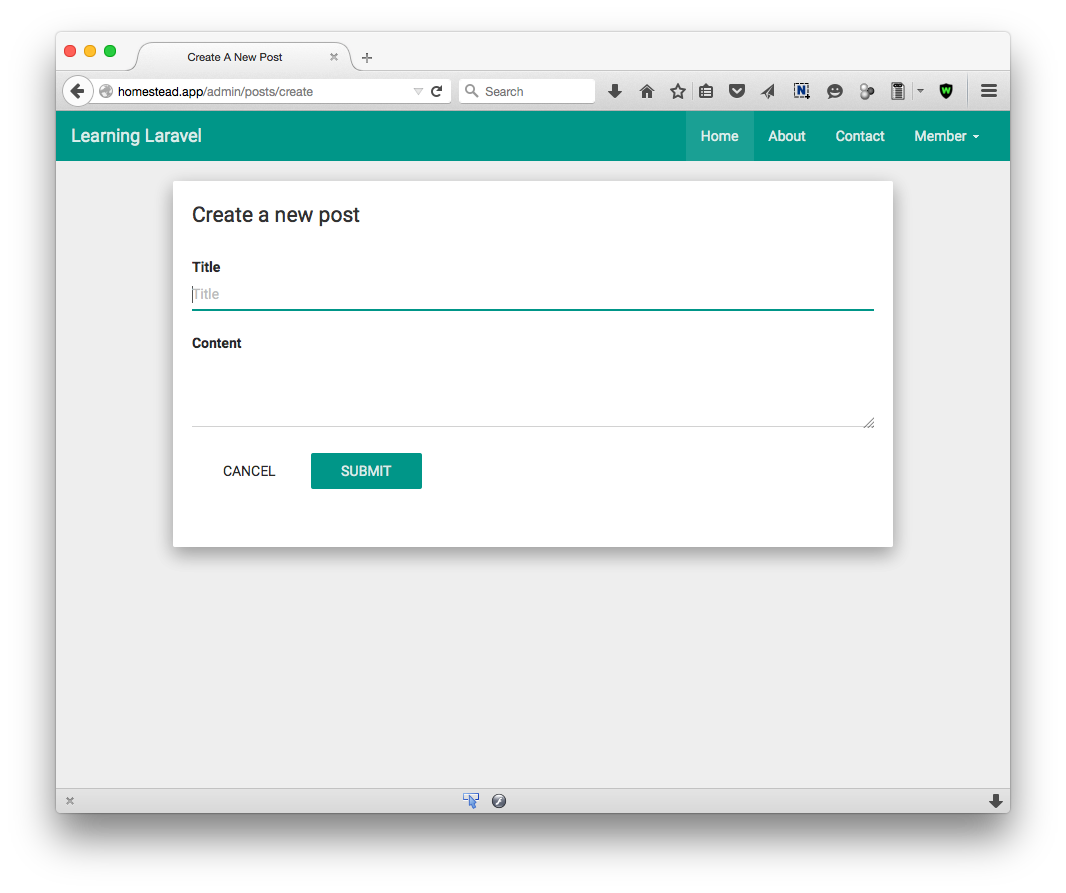 Create A New Post
homestead.app/admin/posts/create
Search
N
W
Learning Laravel
Home
About
Contact
Member
Create a new post
Title
Title
Content
CANCEL
SUBMIT